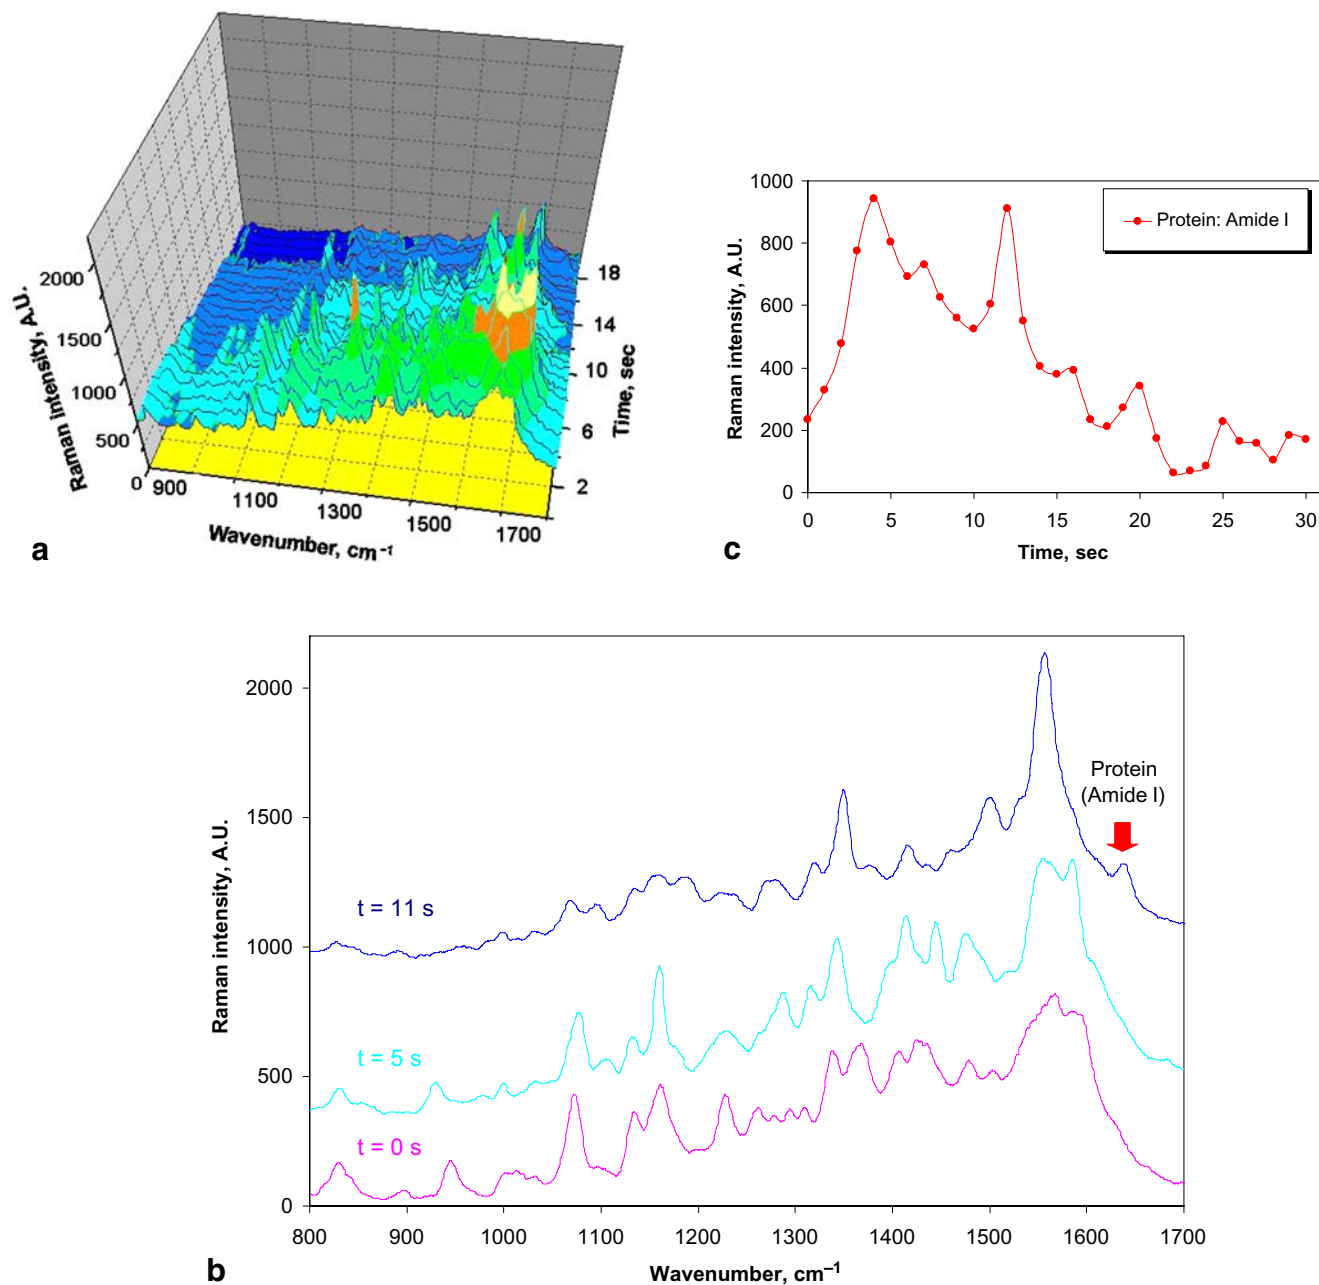 2000
1500
1000
500
0
Raman intensity, A.U.
900
1100
1300
1500
1700
Wavenumber, cm⁻¹
18
14
10
6
2
Time, sec
a
1000
800
600
400
200
0
Raman intensity, A.U.
Protein: Amide I
0 5 10 15 20 25 30
Time, sec
c
2000
1500
1000
500
0
Raman intensity, A.U.
Protein
(Amide I)
t = 11 s
t = 5 s
t = 0 s
800 900 1000 1100 1200 1300 1400 1500 1600 1700
Wavenumber, cm⁻¹
b